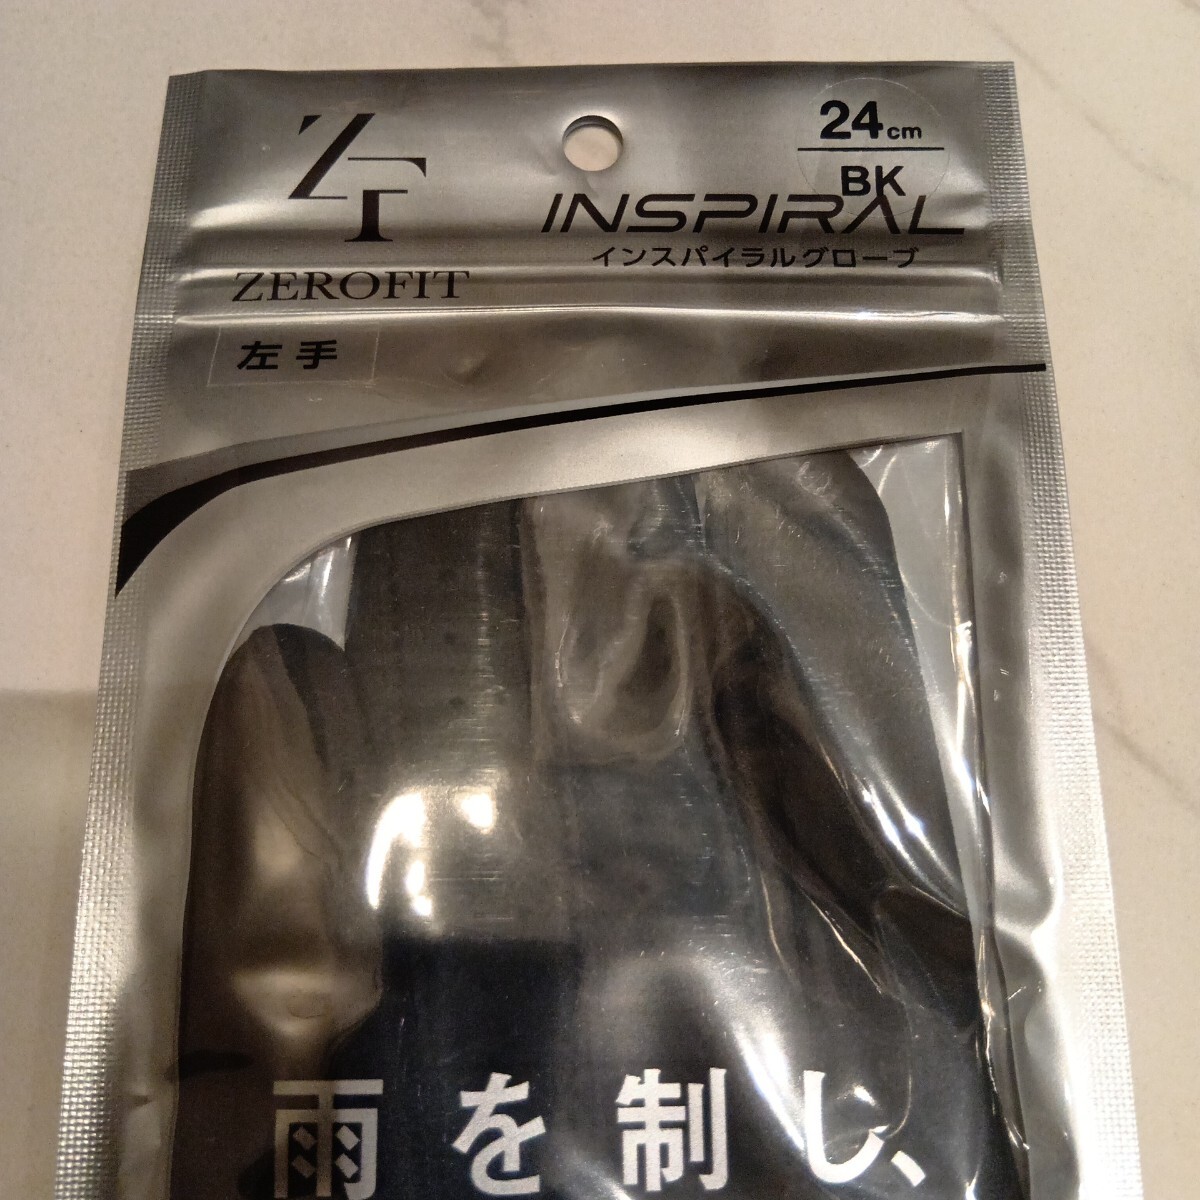 ZT
ZEROFIT
24cm
BK
INSPIRAL
インスパイラルグローブ
左手
雨を制し、